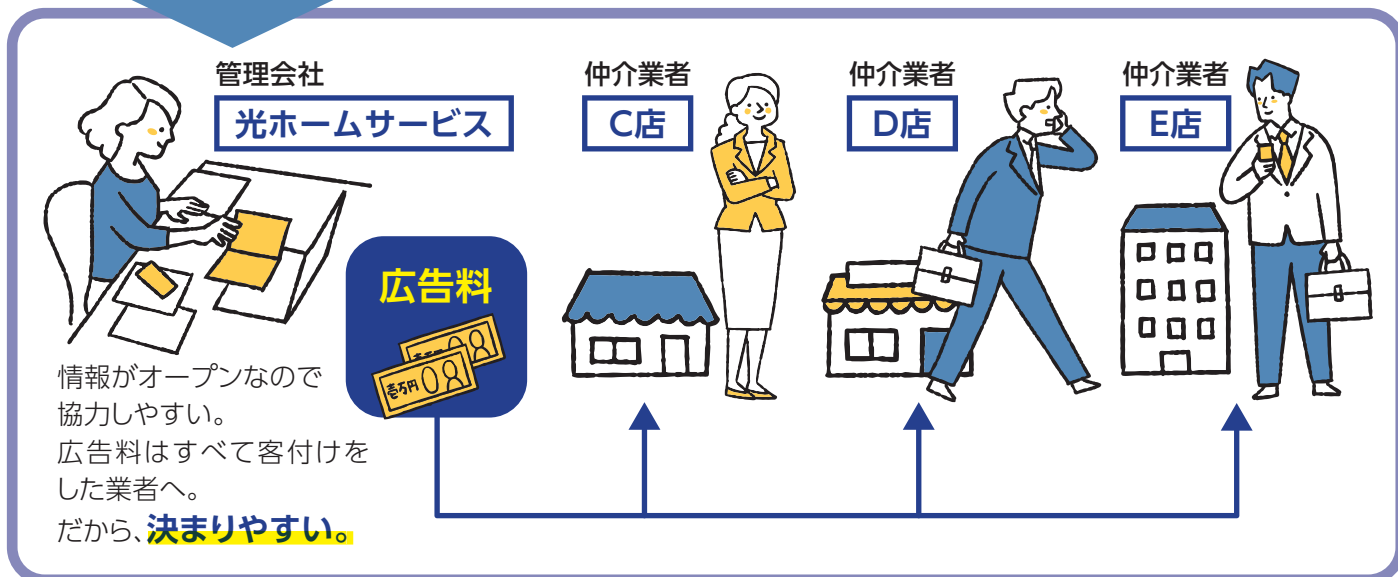 管理会社
光ホームサービス
仲介業者
C店
仲介業者
D店
仲介業者
E店
広告料
壱万円
情報がオープンなので
協力しやすい。
広告料はすべて客付けを
した業者へ。
だから、決まりやすい。